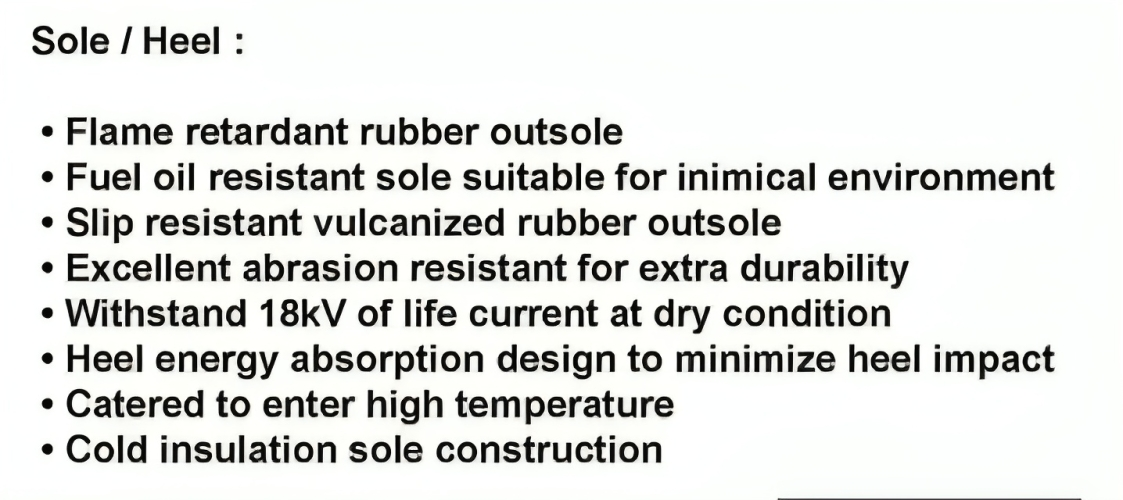 Sole / Heel :
• Flame retardant rubber outsole
• Fuel oil resistant sole suitable for inimical environment
• Slip resistant vulcanized rubber outsole
• Excellent abrasion resistant for extra durability
• Withstand 18kV of life current at dry condition
• Heel energy absorption design to minimize heel impact
• Catered to enter high temperature
• Cold insulation sole construction